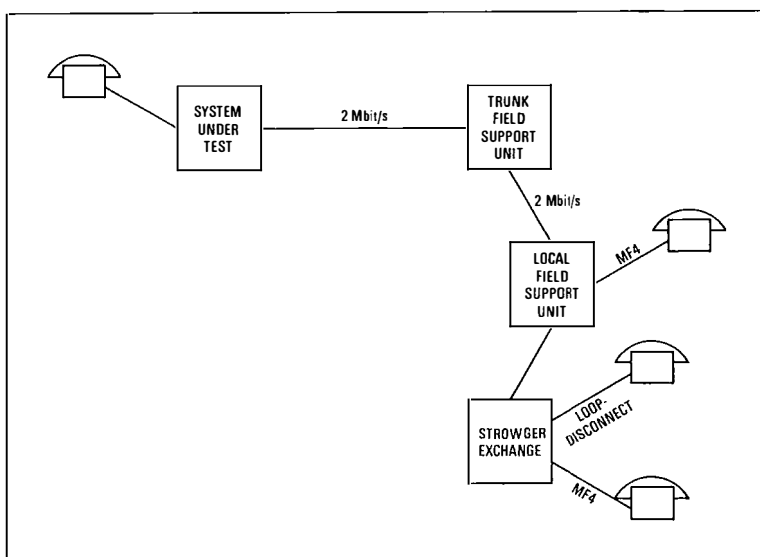 SYSTEM
UNDER
TEST
2 Mbit/s
TRUNK
FIELD
SUPPORT
UNIT
2 Mbit/s
LOCAL
FIELD
SUPPORT
UNIT
MF4
STROWGER
EXCHANGE
LOOP-
DISCONNECT
MF4